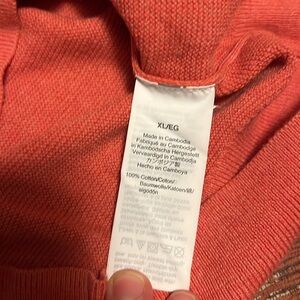 XL/EG
Made in Cambodia
Fabriqué au Cambodge
In Kambodscha Hergestellt
Vervaardigd in Cambodja
カンボジア製
Hecho en Camboya
100% Cotton/Coton/
Baumwolle/Katoen/綿/
algodón